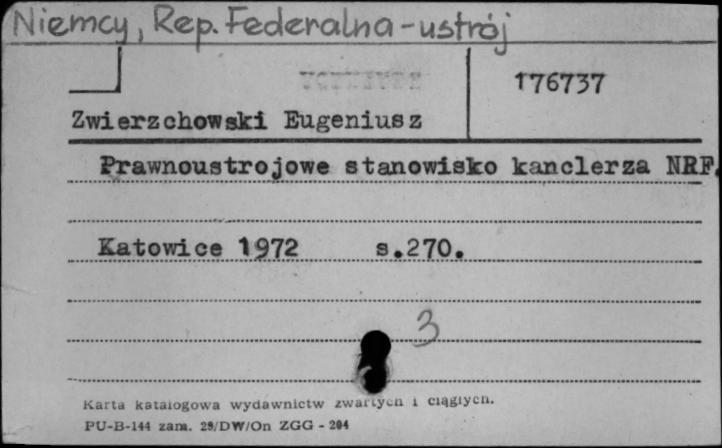 Niemcy, Rep. Federalna - ustrój
176737
Zwierzchowski Eugeniusz
Prawnoustrojowe stanowisko kanclerza NRF.
Katowice 1972 s.270.
3
Karta katalogowa wydawnictw zwartych i ciągłych.
PU-B-144 zam. 29/DW/On ZGG - 204